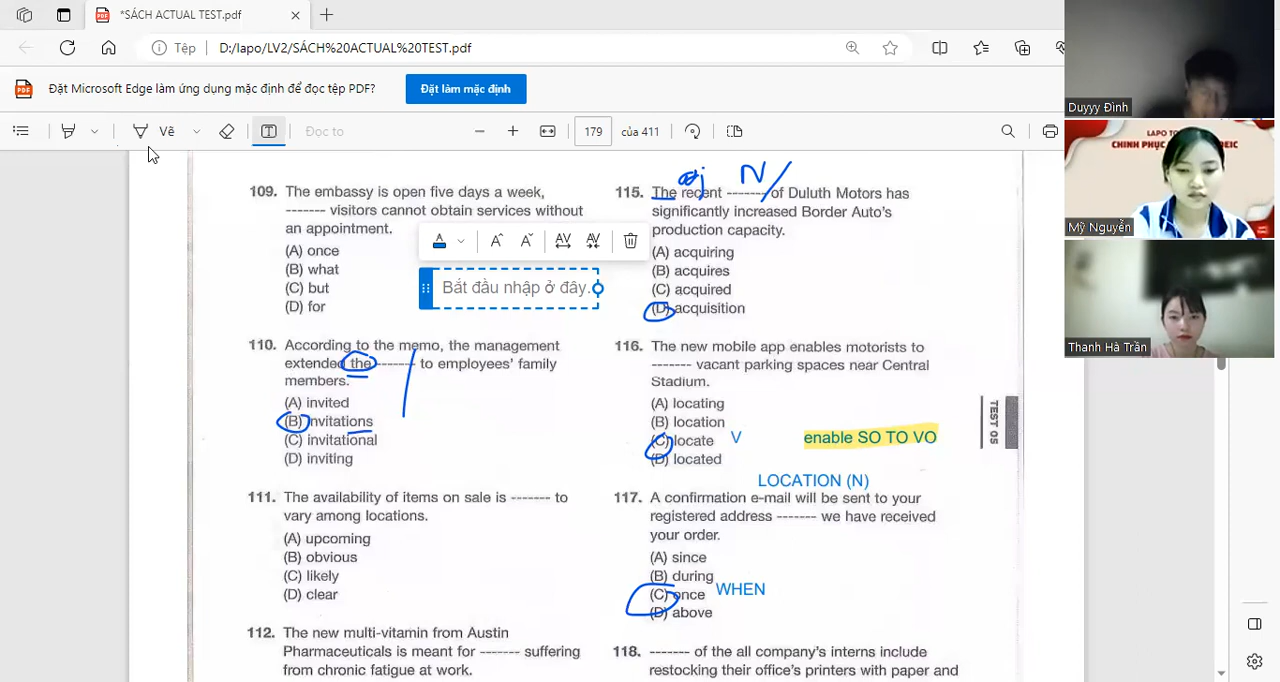 *SÁCH ACTUAL TEST.pdf
Tệp
D:/lapo/LV2/SÁCH%20ACTUAL%20TEST.pdf
Đặt Microsoft Edge làm ứng dụng mặc định để đọc tệp PDF?
Đặt làm mặc định
Vẽ
Đọc to
179
của 411
109. The embassy is open five days a week,
------- visitors cannot obtain services without
an appointment.
(A) once
(B) what
(C) but
(D) for
Bắt đầu nhập ở đây.
110. According to the memo, the management
extended the ------- to employees' family
members.
(A) invited
(B) invitations
(C) invitational
(D) inviting
111. The availability of items on sale is ------- to
vary among locations.
(A) upcoming
(B) obvious
(C) likely
(D) clear
112. The new multi-vitamin from Austin
Pharmaceuticals is meant for ------- suffering
from chronic fatigue at work.
adj N
115. The recent ------- of Duluth Motors has
significantly increased Border Auto's
production capacity.
(A) acquiring
(B) acquires
(C) acquired
(D) acquisition
116. The new mobile app enables motorists to
------- vacant parking spaces near Central
Stadium.
(A) locating
(B) location
(C) locate V
enable SO TO VO
(D) located
LOCATION (N)
117. A confirmation e-mail will be sent to your
registered address ------- we have received
your order.
(A) since
(B) during
(C) once WHEN
(D) above
118. ------- of the all company's interns include
restocking their office's printers with paper and
TEST 05
Duyyy Đình
LAPO TO
CHINH PHỤC
EIC
Mỹ Nguyễn
Thanh Hà Trần